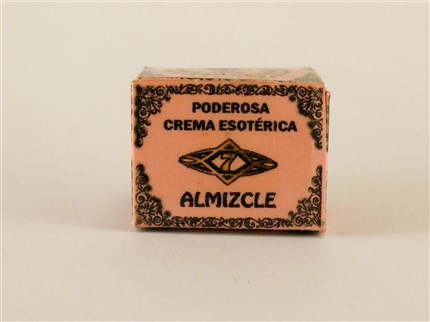 PODEROSA
CREMA ESOTÉRICA
7
ALMIZCLE